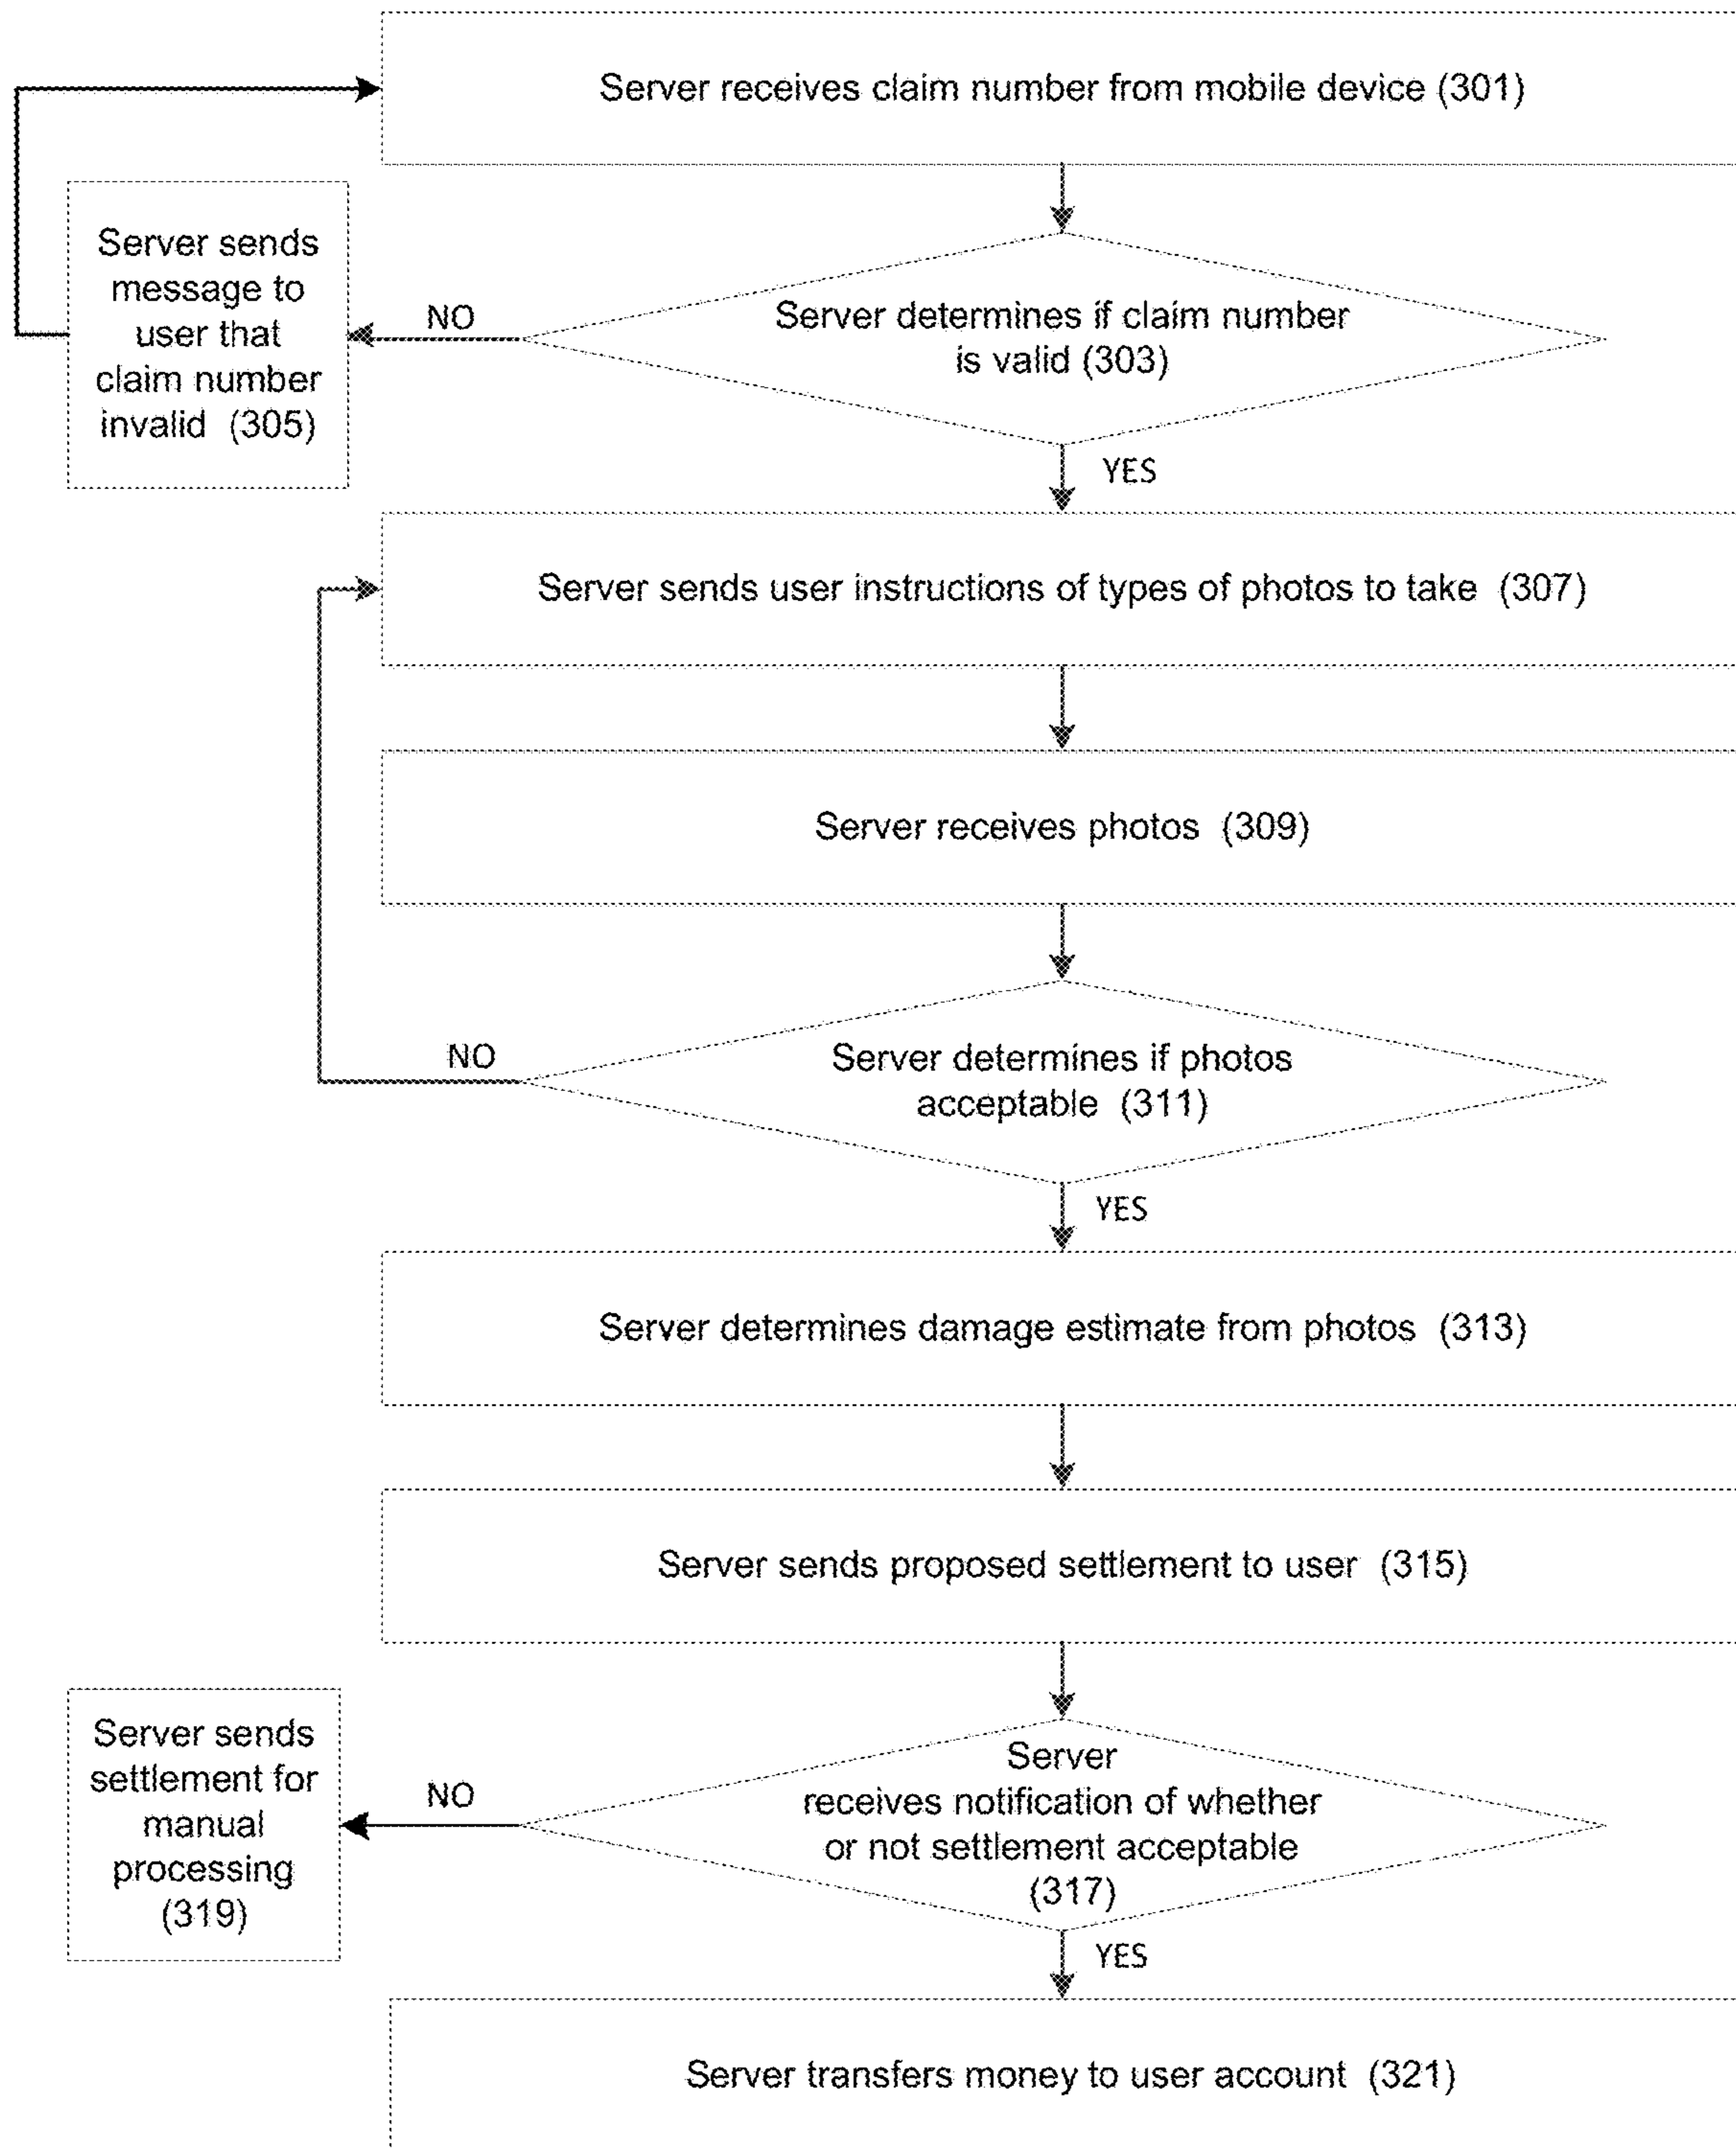 Server receives claim number from mobile device (301)
Server sends
message to
user that
claim number
invalid (305)
NO
Server determines if claim number
is valid (303)
YES
Server sends user instructions of types of photos to take (307)
Server receives photos (309)
NO
Server determines if photos
acceptable (311)
YES
Server determines damage estimate from photos (313)
Server sends proposed settlement to user (315)
Server sends
settlement for
manual
processing
(319)
NO
Server
receives notification of whether
or not settlement acceptable
(317)
YES
Server transfers money to user account (321)